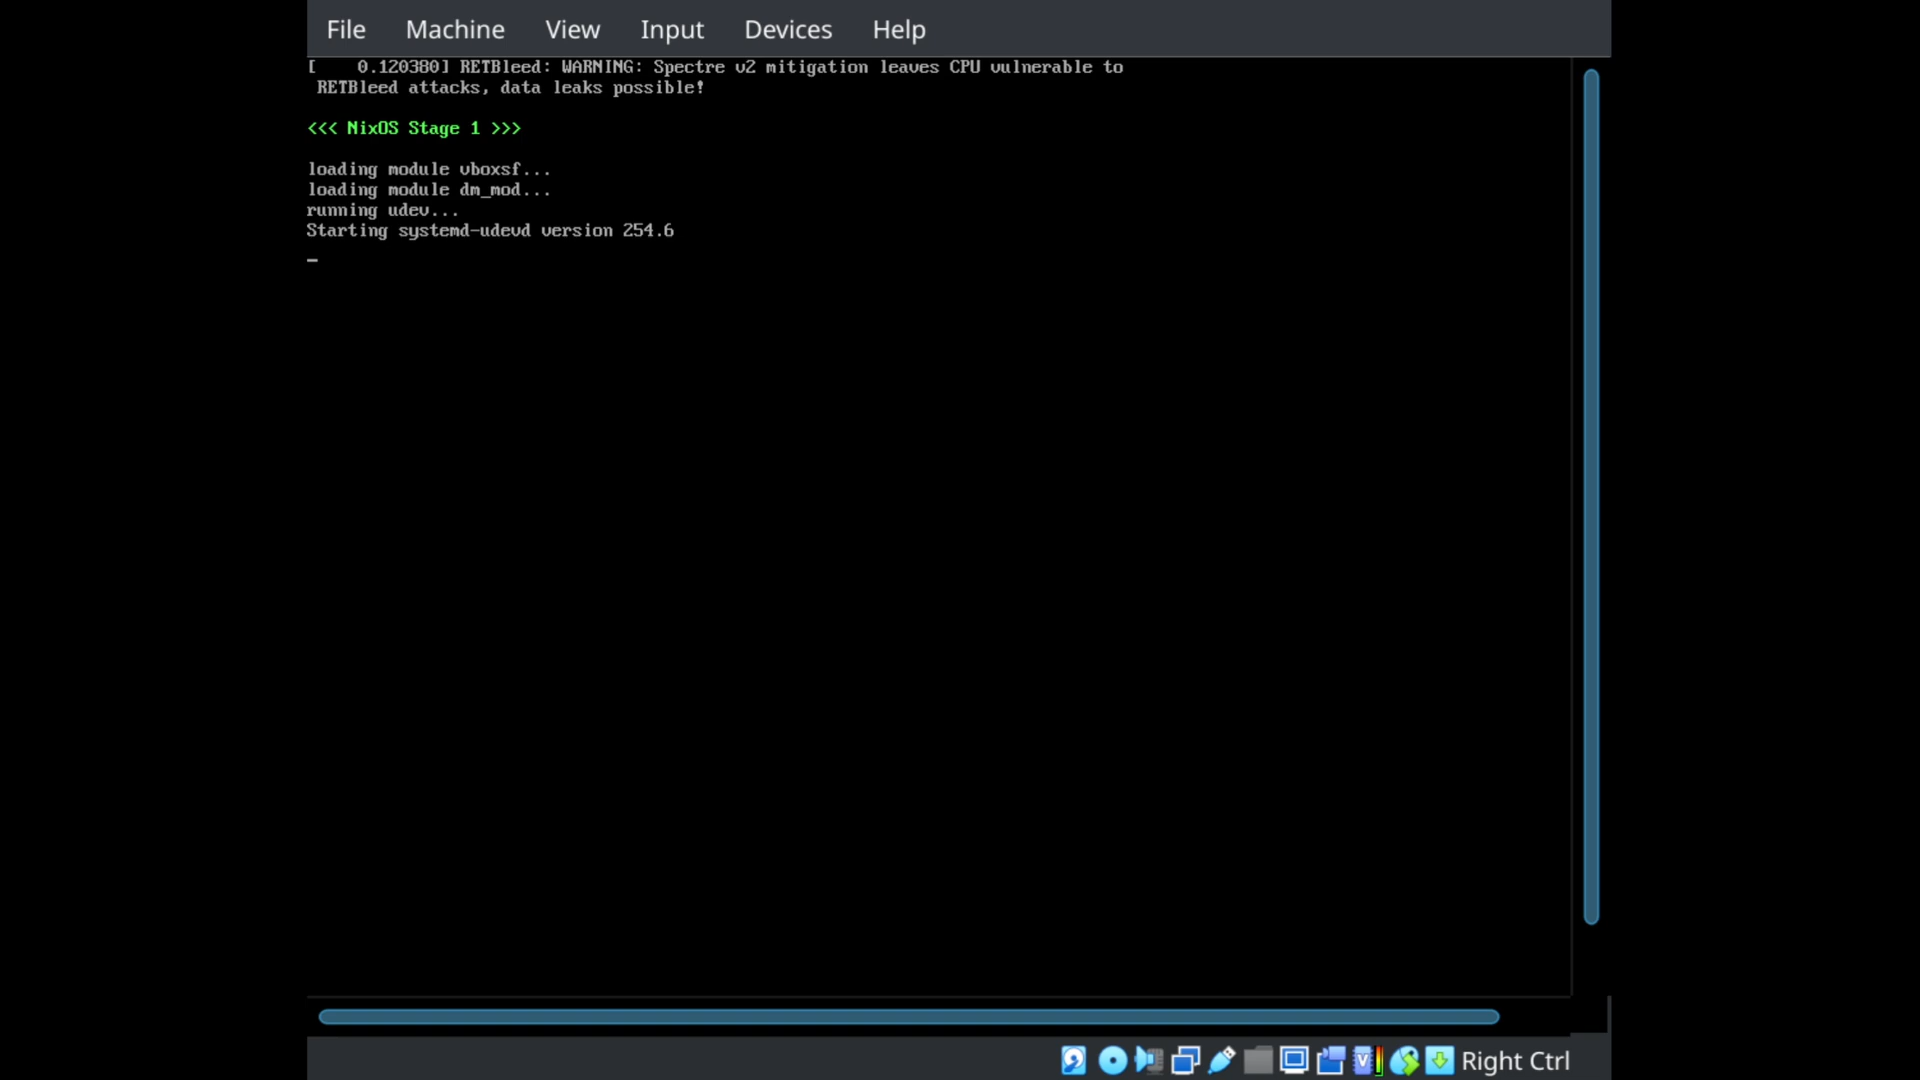 File Machine View Input Devices Help
[    0.120380] RETBleed: WARNING: Spectre v2 mitigation leaves CPU vulnerable to
 RETBleed attacks, data leaks possible!
<<< NixOS Stage 1 >>>
loading module vboxsf...
loading module dm_mod...
running udev...
Starting systemd-udevd version 254.6
_
Right Ctrl